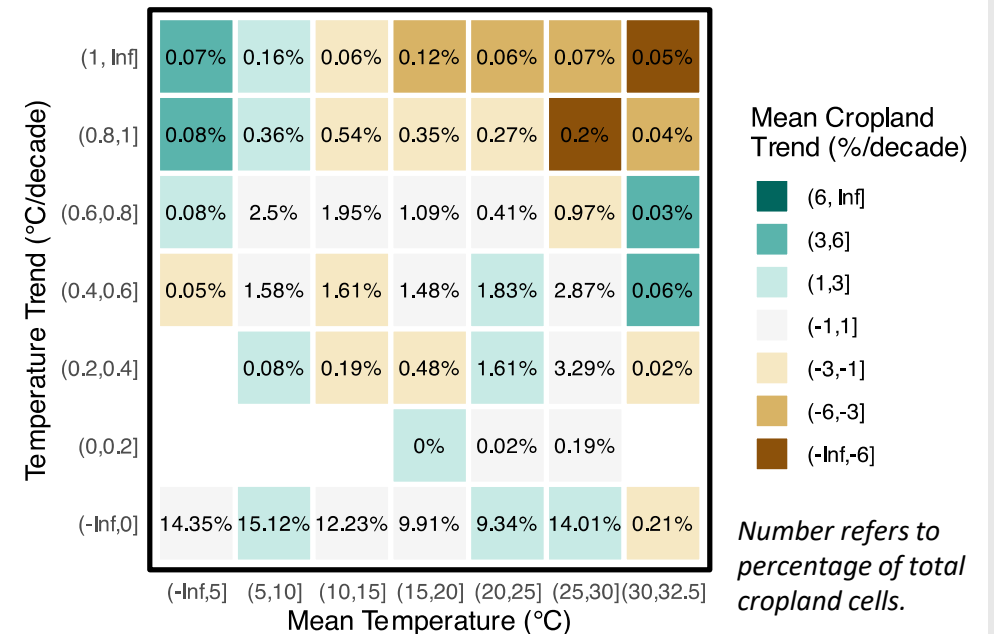 Temperature Trend (°C/decade)
(1, Inf] 0.07% 0.16% 0.06% 0.12% 0.06% 0.07% 0.05%
(0.8,1] 0.08% 0.36% 0.54% 0.35% 0.27% 0.2% 0.04%
(0.6,0.8] 0.08% 2.5% 1.95% 1.09% 0.41% 0.97% 0.03%
(0.4,0.6] 0.05% 1.58% 1.61% 1.48% 1.83% 2.87% 0.06%
(0.2,0.4] 0.08% 0.19% 0.48% 1.61% 3.29% 0.02%
(0,0.2] 0% 0.02% 0.19%
(-Inf,0] 14.35% 15.12% 12.23% 9.91% 9.34% 14.01% 0.21%
(-Inf,5] (5,10] (10,15] (15,20] (20,25] (25,30] (30,32.5]
Mean Temperature (°C)
Mean Cropland
Trend (%/decade)
(6, Inf]
(3,6]
(1,3]
(-1,1]
(-3,-1]
(-6,-3]
(-Inf,-6]
Number refers to
percentage of total
cropland cells.